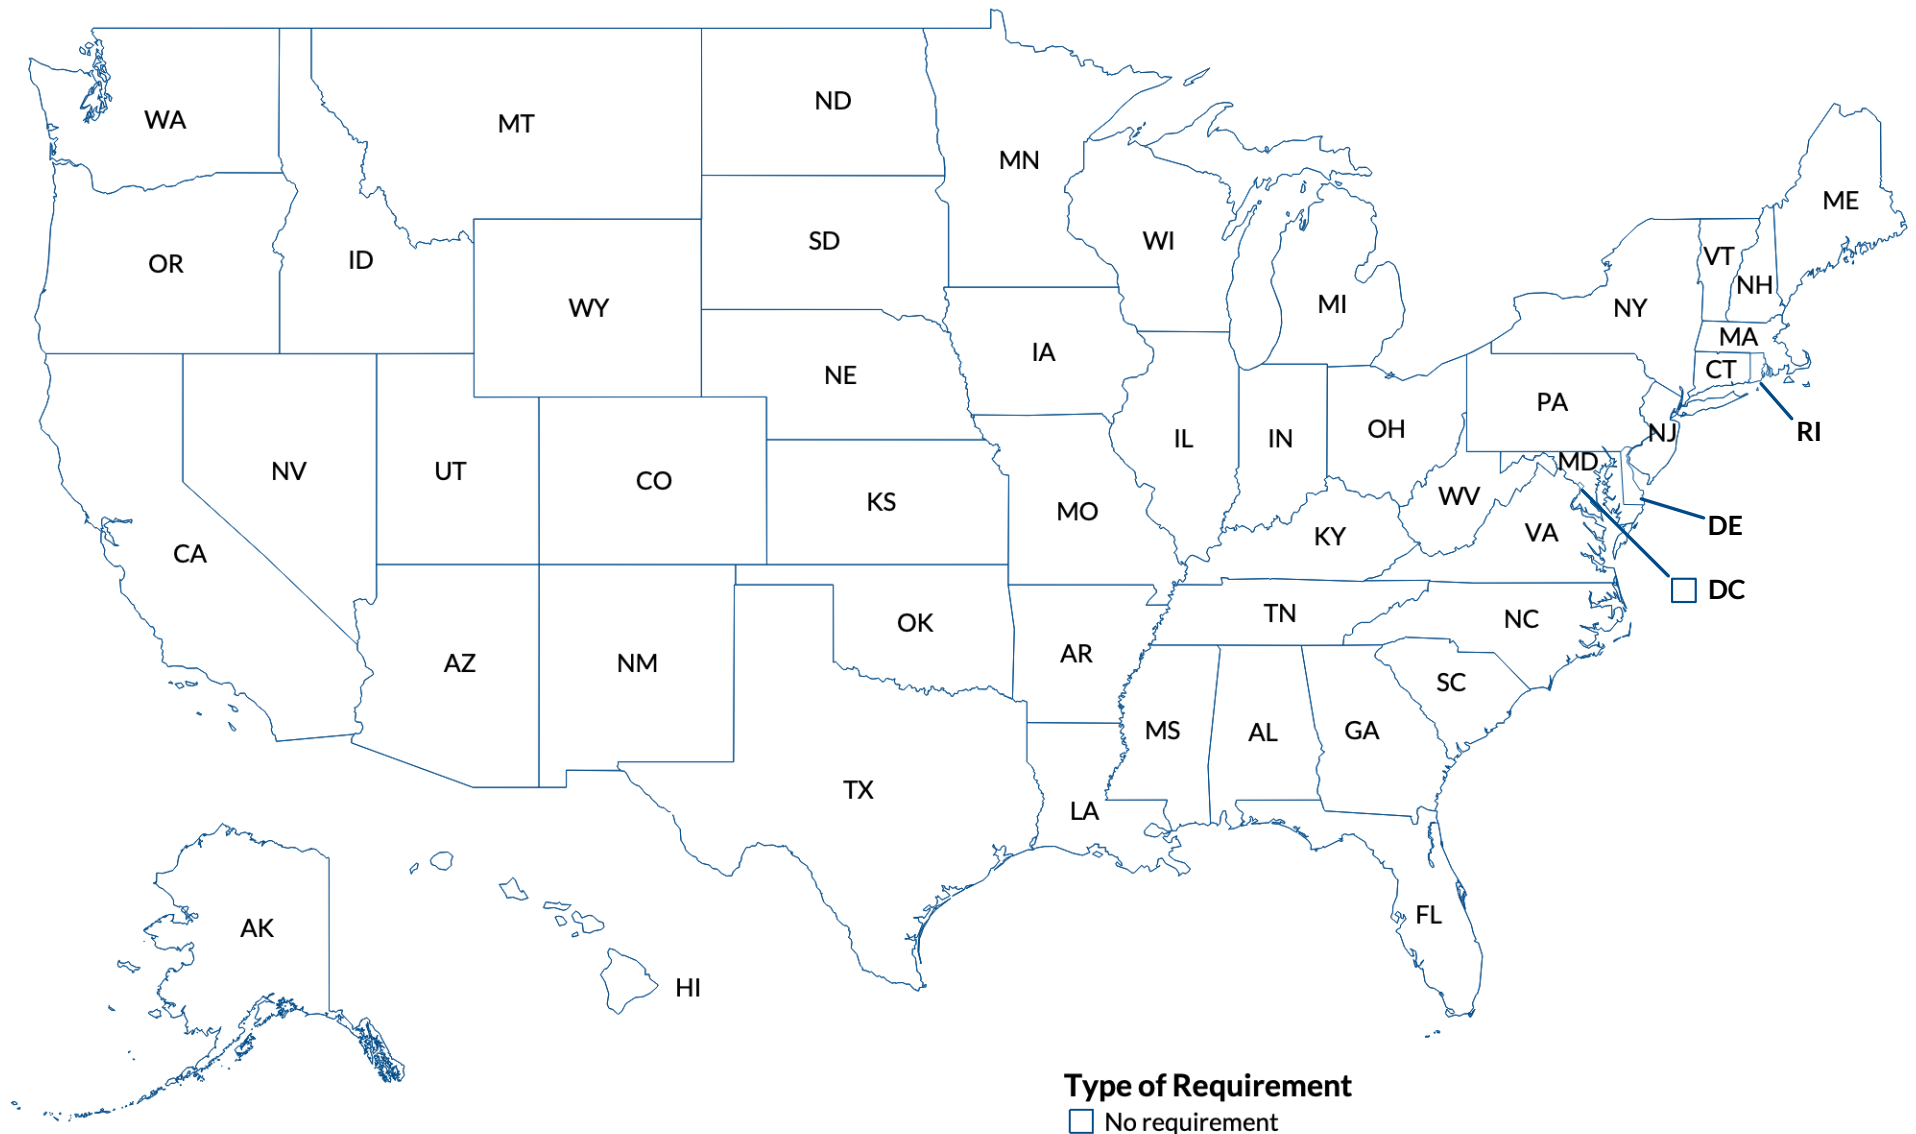 WA
MT
ND
MN
ME
OR
ID
SD
WI
VT
NH
WY
MI
NY
IA
MA
NE
CT
PA
RI
NV
UT
CO
IL
IN
OH
NJ
MD
KS
MO
WV
KY
VA
DE
CA
DC
OK
TN
NC
AZ
NM
AR
SC
MS
AL
GA
TX
LA
AK
FL
HI
Type of Requirement
No requirement